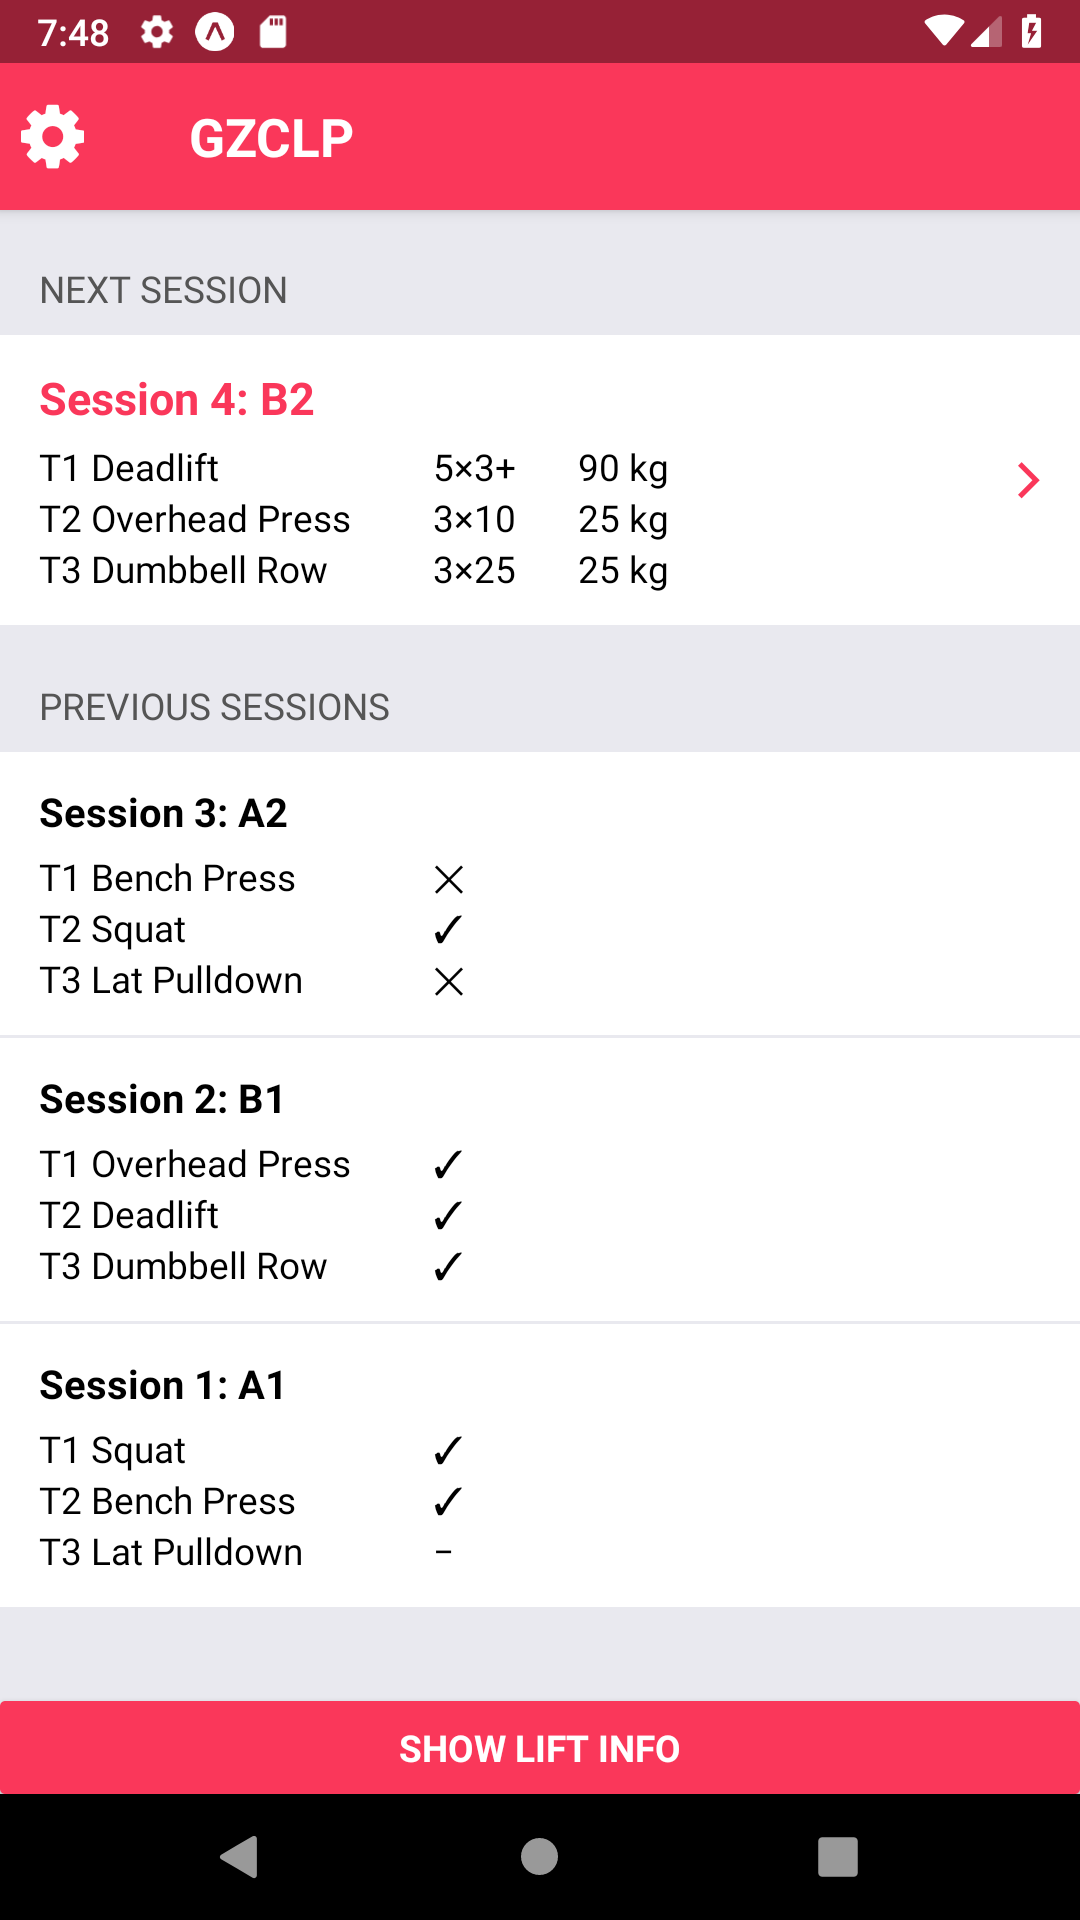 7:48
GZCLP
NEXT SESSION
Session 4: B2
T1 Deadlift 5×3+ 90 kg
T2 Overhead Press 3×10 25 kg
T3 Dumbbell Row 3×25 25 kg
PREVIOUS SESSIONS
Session 3: A2
T1 Bench Press ✕
T2 Squat ✓
T3 Lat Pulldown ✕
Session 2: B1
T1 Overhead Press ✓
T2 Deadlift ✓
T3 Dumbbell Row ✓
Session 1: A1
T1 Squat ✓
T2 Bench Press ✓
T3 Lat Pulldown –
SHOW LIFT INFO